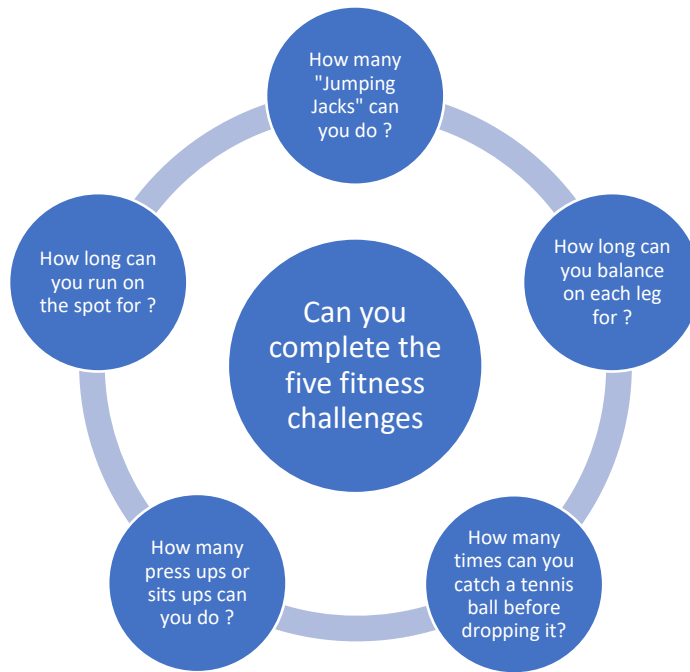 How many
"Jumping
Jacks" can
you do ?
How long can
you balance
on each leg
for ?
How many
times can you
catch a tennis
ball before
dropping it?
How many
press ups or
sits ups can
you do ?
How long can
you run on
the spot for ?
Can you
complete the
five fitness
challenges